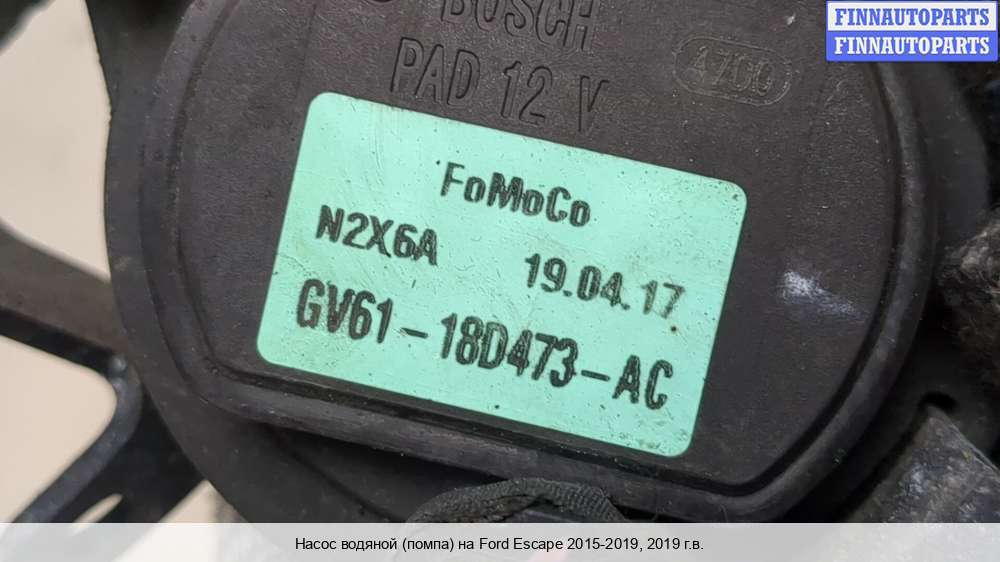 FINNAUTOPARTS
FINNAUTOPARTS
BOSCH
PAD 12 V
4700
FoMoCo
N2X6A 19.04.17
GV61-18D473-AC
Насос водяной (помпа) на Ford Escape 2015-2019, 2019 г.в.